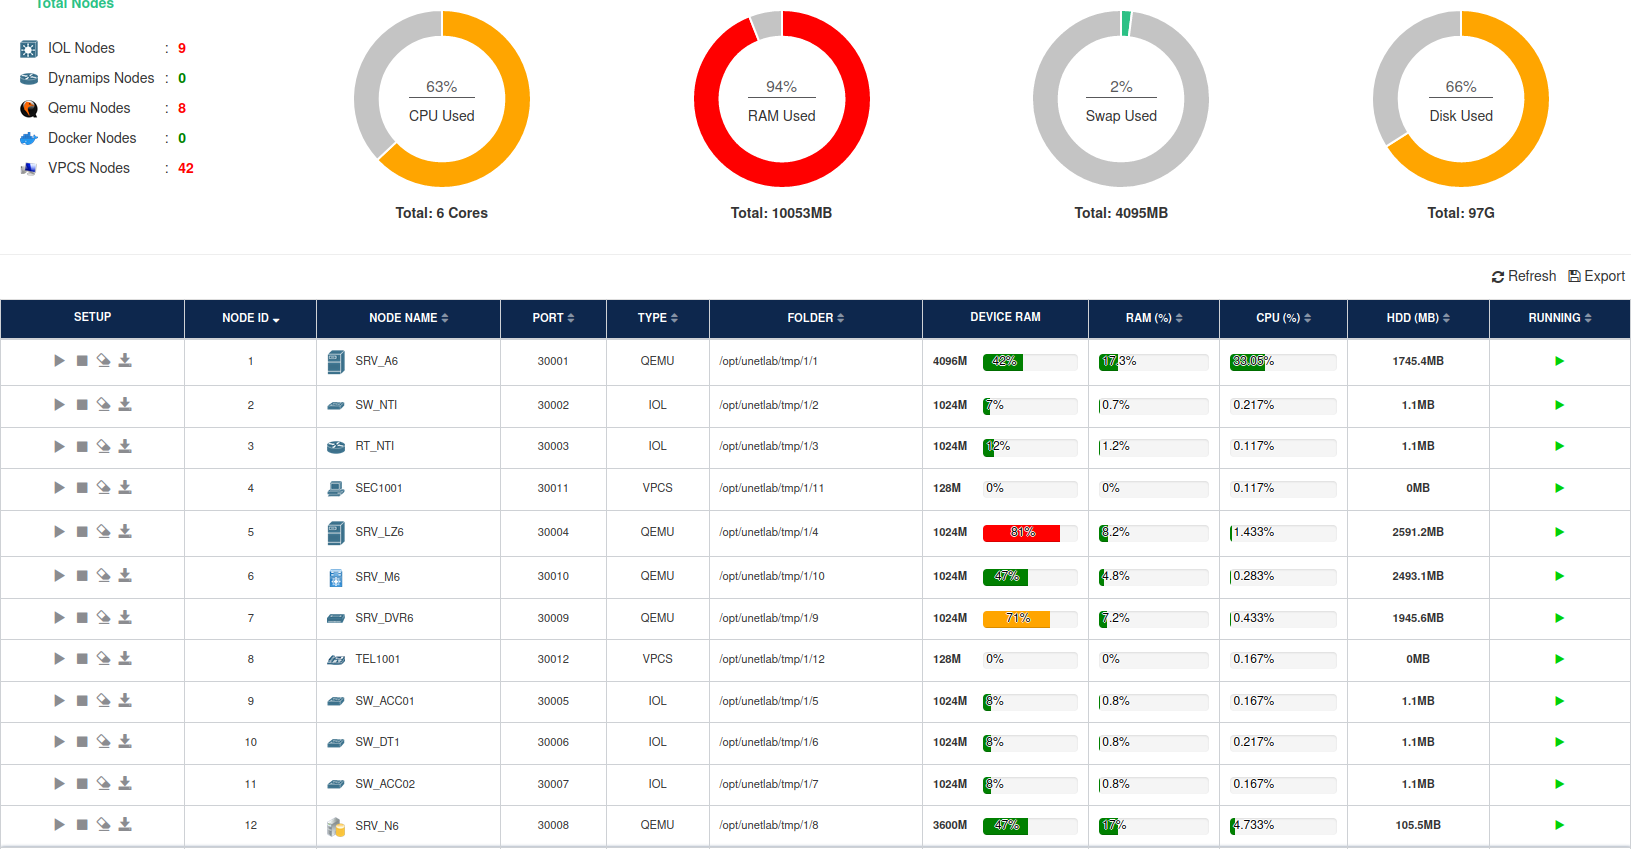 Total Nodes
IOL Nodes : 9
Dynamips Nodes : 0
Qemu Nodes : 8
Docker Nodes : 0
VPCS Nodes : 42
63%
CPU Used
Total: 6 Cores
94%
RAM Used
Total: 10053MB
2%
Swap Used
Total: 4095MB
66%
Disk Used
Total: 97G
Refresh Export
SETUP NODE ID NODE NAME PORT TYPE FOLDER DEVICE RAM RAM (%) CPU (%) HDD (MB) RUNNING
1 SRV_A6 30001 QEMU /opt/unetlab/tmp/1/1 4096M 42% 17.3% 33.05% 1745.4MB
2 SW_NTI 30002 IOL /opt/unetlab/tmp/1/2 1024M 7% 0.7% 0.217% 1.1MB
3 RT_NTI 30003 IOL /opt/unetlab/tmp/1/3 1024M 12% 1.2% 0.117% 1.1MB
4 SEC1001 30011 VPCS /opt/unetlab/tmp/1/11 128M 0% 0% 0.117% 0MB
5 SRV_LZ6 30004 QEMU /opt/unetlab/tmp/1/4 1024M 81% 8.2% 1.433% 2591.2MB
6 SRV_M6 30010 QEMU /opt/unetlab/tmp/1/10 1024M 47% 4.8% 0.283% 2493.1MB
7 SRV_DVR6 30009 QEMU /opt/unetlab/tmp/1/9 1024M 71% 7.2% 0.433% 1945.6MB
8 TEL1001 30012 VPCS /opt/unetlab/tmp/1/12 128M 0% 0% 0.167% 0MB
9 SW_ACC01 30005 IOL /opt/unetlab/tmp/1/5 1024M 8% 0.8% 0.167% 1.1MB
10 SW_DT1 30006 IOL /opt/unetlab/tmp/1/6 1024M 8% 0.8% 0.217% 1.1MB
11 SW_ACC02 30007 IOL /opt/unetlab/tmp/1/7 1024M 8% 0.8% 0.167% 1.1MB
12 SRV_N6 30008 QEMU /opt/unetlab/tmp/1/8 3600M 47% 17% 4.733% 105.5MB